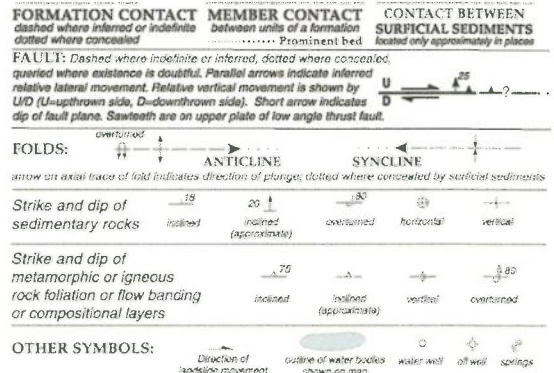 FORMATION CONTACT
dashed where inferred or indefinite
dotted where concealed
MEMBER CONTACT
between units of a formation
........ Prominent bed
CONTACT BETWEEN
SURFICIAL SEDIMENTS
located only approximately in places
FAULT: Dashed where indefinite or inferred, dotted where concealed,
queried where existence is doubtful. Parallel arrows indicate inferred
relative lateral movement. Relative vertical movement is shown by
U/D (U=upthrown side, D=downthrown side). Short arrow indicates
dip of fault plane. Sawteeth are on upper plate of low angle thrust fault.
U
D
25
?
overturned
FOLDS:
ANTICLINE
SYNCLINE
arrow on axial trace of fold indicates direction of plunge; dotted where concealed by surficial sediments
Strike and dip of
sedimentary rocks
18
inclined
20
inclined
(approximate)
80
overturned
horizontal
vertical
Strike and dip of
metamorphic or igneous
rock foliation or flow banding
or compositional layers
75
inclined
inclined
(approximate)
vertical
85
overturned
OTHER SYMBOLS:
Direction of
landslide movement
outline of water bodies
shown on map
water well
oil well
springs